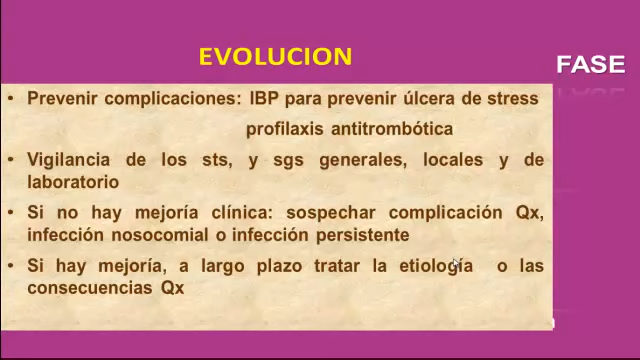 EVOLUCION
FASE
• Prevenir complicaciones: IBP para prevenir úlcera de stress
profilaxis antitrombótica
• Vigilancia de los sts, y sgs generales, locales y de
laboratorio
• Si no hay mejoría clínica: sospechar complicación Qx,
infección nosocomial o infección persistente
• Si hay mejoría, a largo plazo tratar la etiología o las
consecuencias Qx